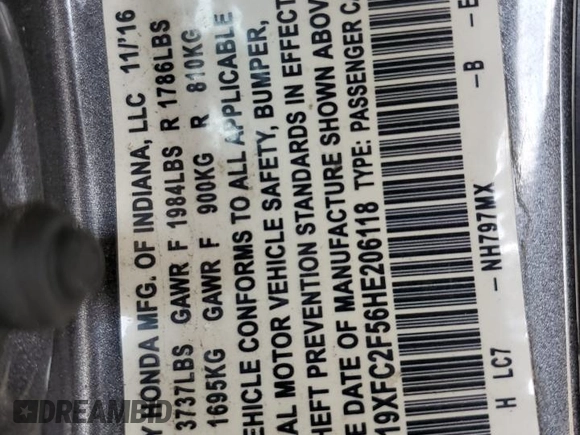 Y HONDA MFG. OF INDIANA, LLC 11/'16
3737LBS GAWR F 1984LBS R 1786LBS
1695KG GAWR F 900KG R 810KG
EHICLE CONFORMS TO ALL APPLICABLE
AL MOTOR VEHICLE SAFETY, BUMPER,
HEFT PREVENTION STANDARDS IN EFFECT
E DATE OF MANUFACTURE SHOWN ABOV
19XFC2F56HE206118 TYPE: PASSENGER C
H LC7 -NH797MX -B -E
DREAMBID